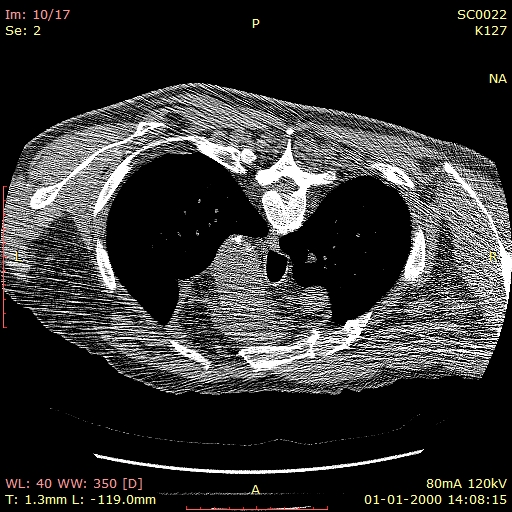 Im: 10/17
Se: 2
P
SC0022
K127
NA
L
R
WL: 40 WW: 350 [D]
T: 1.3mm L: -119.0mm
A
80mA 120kV
01-01-2000 14:08:15